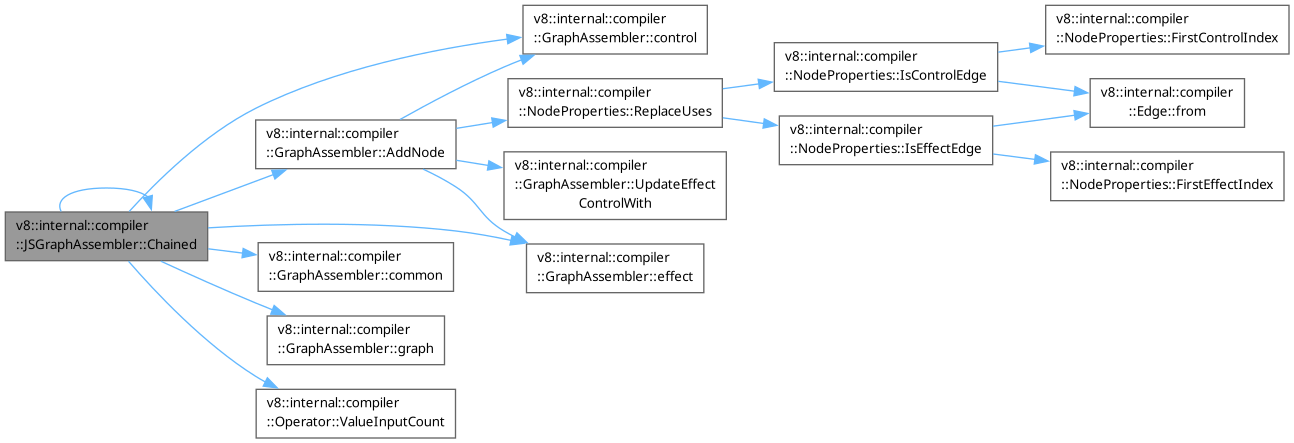 v8::internal::compiler
::JSGraphAssembler::Chained
v8::internal::compiler
::GraphAssembler::AddNode
v8::internal::compiler
::GraphAssembler::control
v8::internal::compiler
::GraphAssembler::effect
v8::internal::compiler
::GraphAssembler::common
v8::internal::compiler
::GraphAssembler::graph
v8::internal::compiler
::Operator::ValueInputCount
v8::internal::compiler
::NodeProperties::ReplaceUses
v8::internal::compiler
::GraphAssembler::UpdateEffect
ControlWith
v8::internal::compiler
::NodeProperties::IsControlEdge
v8::internal::compiler
::NodeProperties::IsEffectEdge
v8::internal::compiler
::NodeProperties::FirstControlIndex
v8::internal::compiler
::Edge::from
v8::internal::compiler
::NodeProperties::FirstEffectIndex